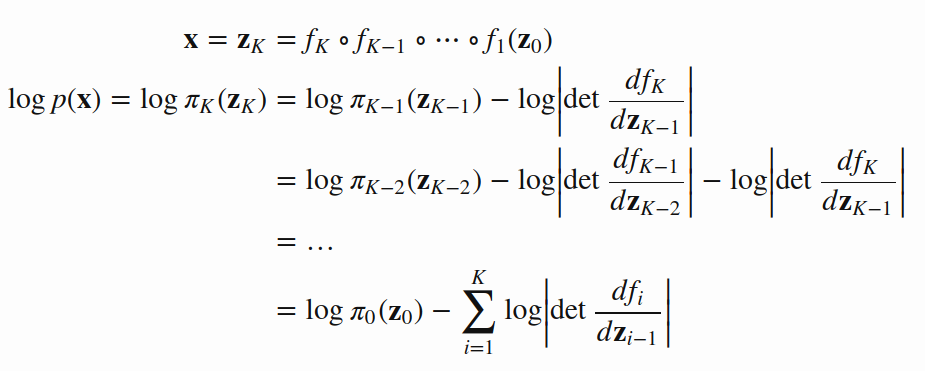 𝐱 = 𝐳_K = f_K ∘ f_{K−1} ∘ ⋯ ∘ f_1(𝐳_0)
log p(𝐱) = log π_K(𝐳_K) = log π_{K−1}(𝐳_{K−1}) − log|det df_K/d𝐳_{K−1}|
= log π_{K−2}(𝐳_{K−2}) − log|det df_{K−1}/d𝐳_{K−2}| − log|det df_K/d𝐳_{K−1}|
= …
= log π_0(𝐳_0) − ∑_{i=1}^{K} log|det df_i/d𝐳_{i−1}|